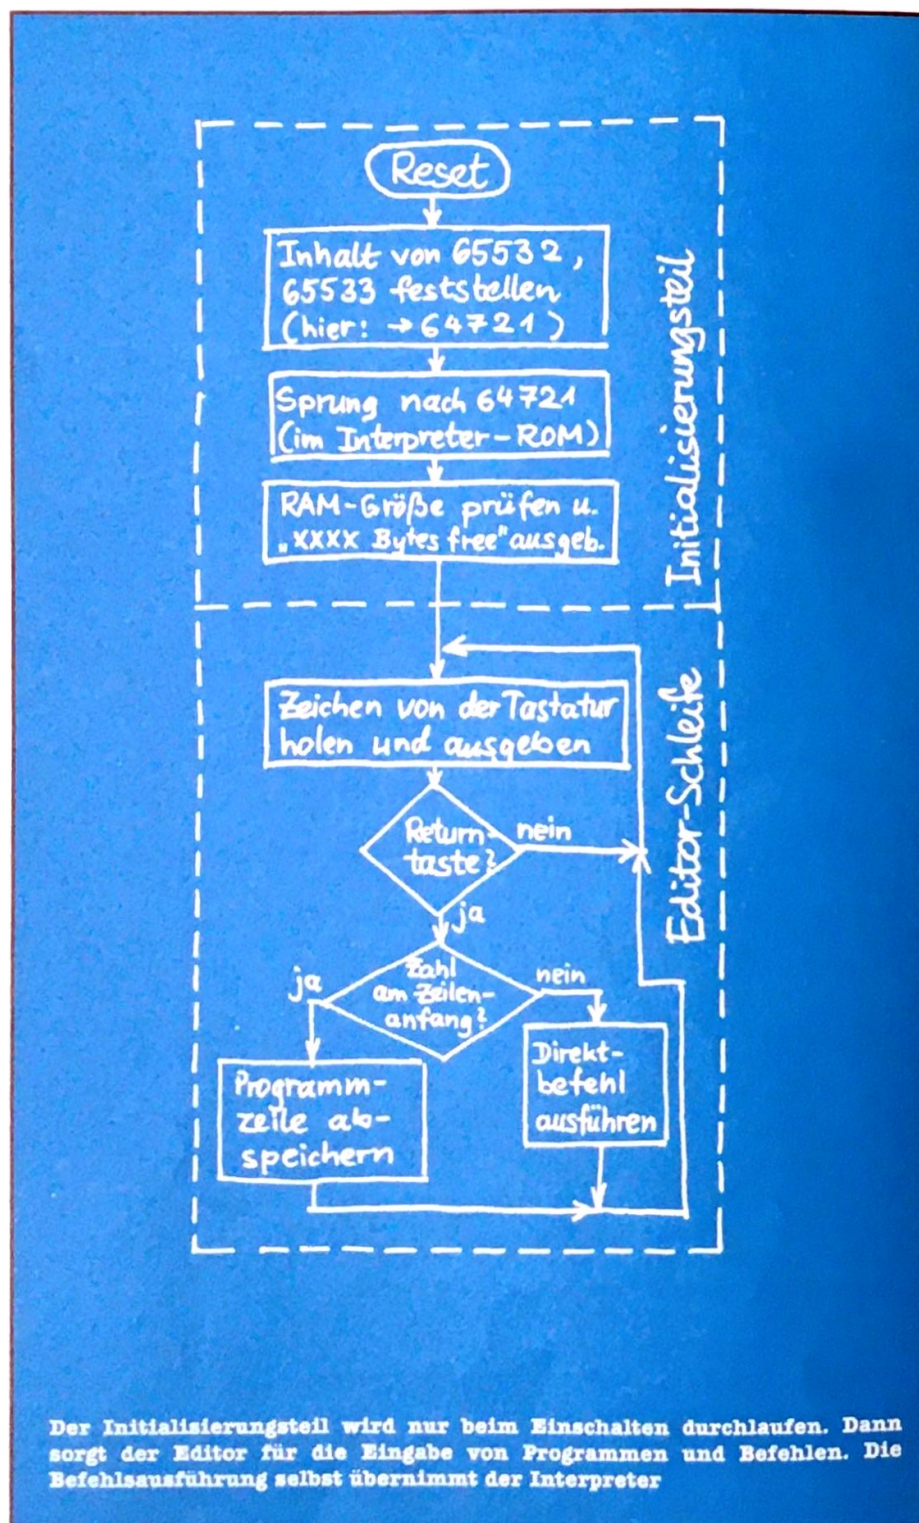 Reset
Inhalt von 65532,
65533 feststellen
(hier: → 64721)
Sprung nach 64721
(im Interpreter-ROM)
RAM-Größe prüfen u.
„XXXX Bytes free" ausgeb.
Initialisierungsteil
Zeichen von der Tastatur
holen und ausgeben
Return-
taste?
nein
ja
Zahl
am Zeilen-
anfang?
ja
nein
Programm-
zeile ab-
speichern
Direkt-
befehl
ausführen
Editor-Schleife
Der Initialisierungsteil wird nur beim Einschalten durchlaufen. Dann
sorgt der Editor für die Eingabe von Programmen und Befehlen. Die
Befehlsausführung selbst übernimmt der Interpreter